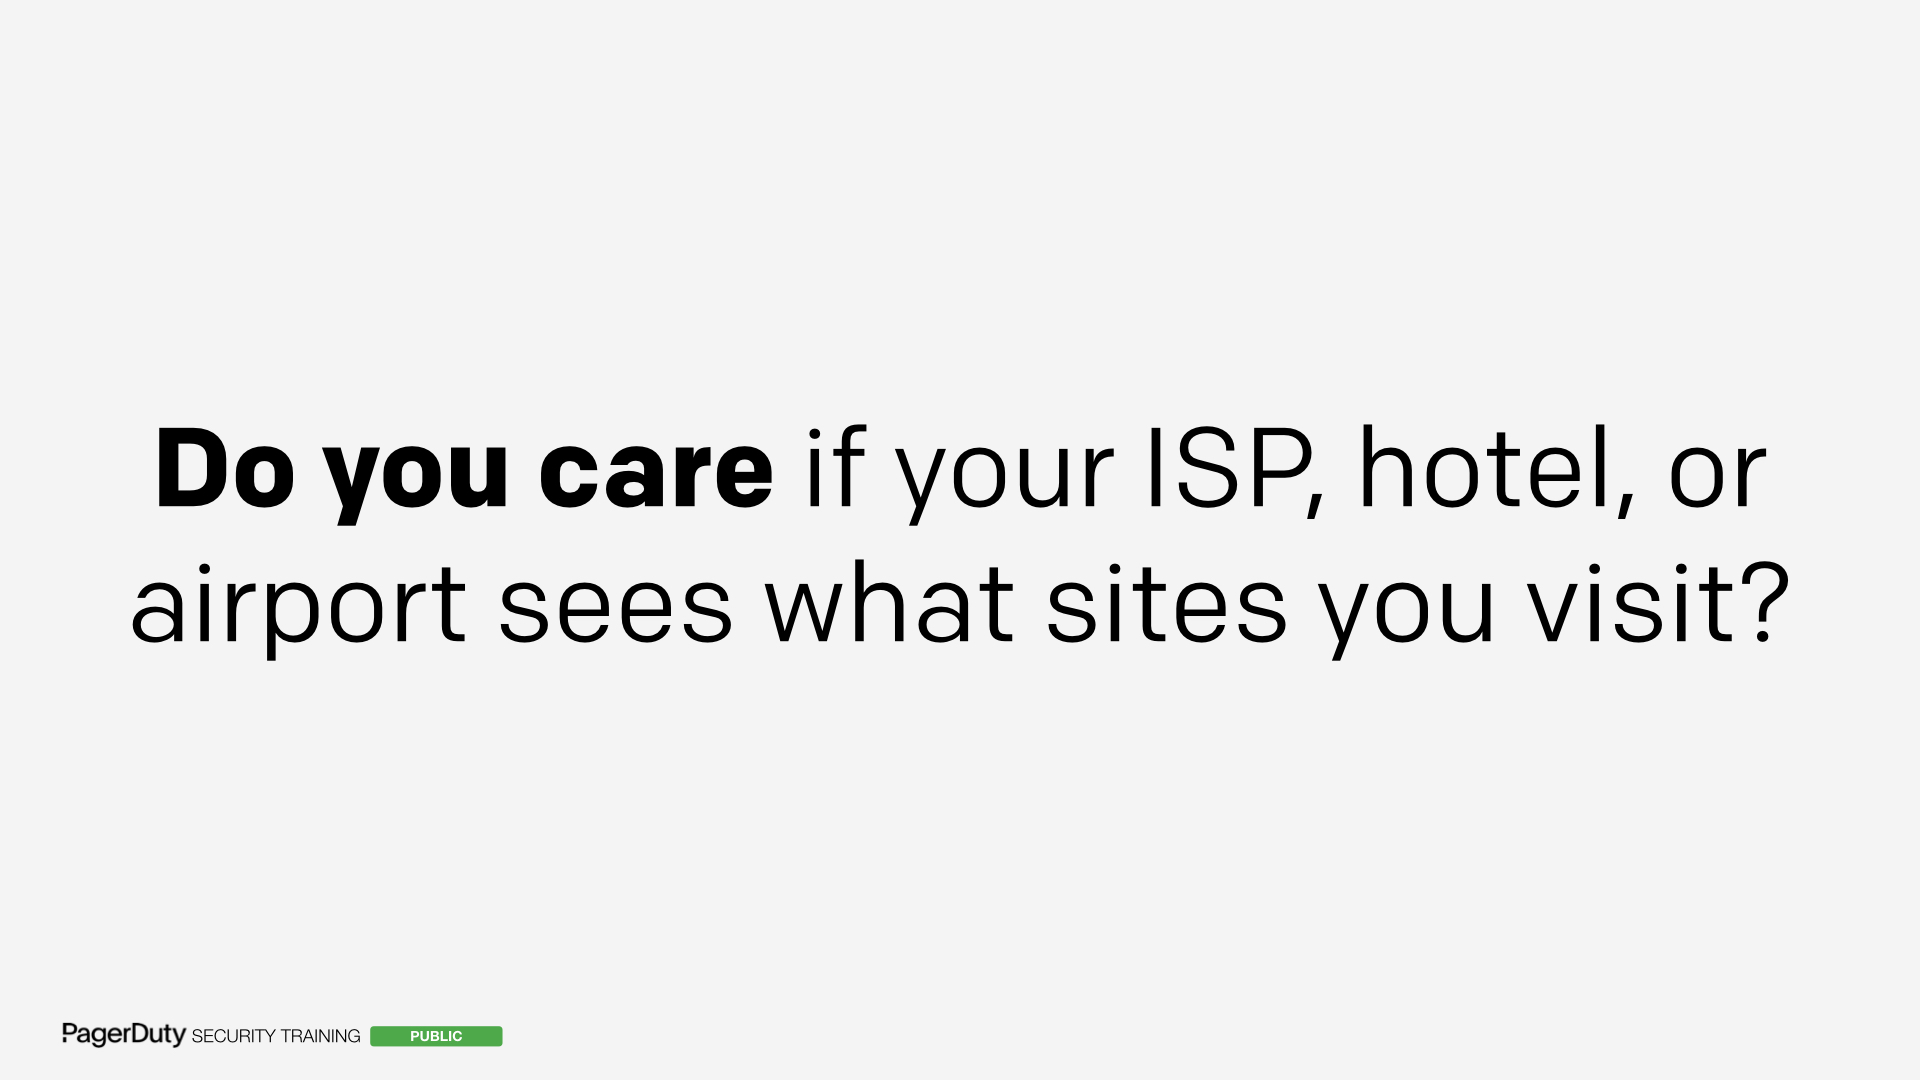 Do you care if your ISP, hotel, or
airport sees what sites you visit?
PagerDuty SECURITY TRAINING PUBLIC